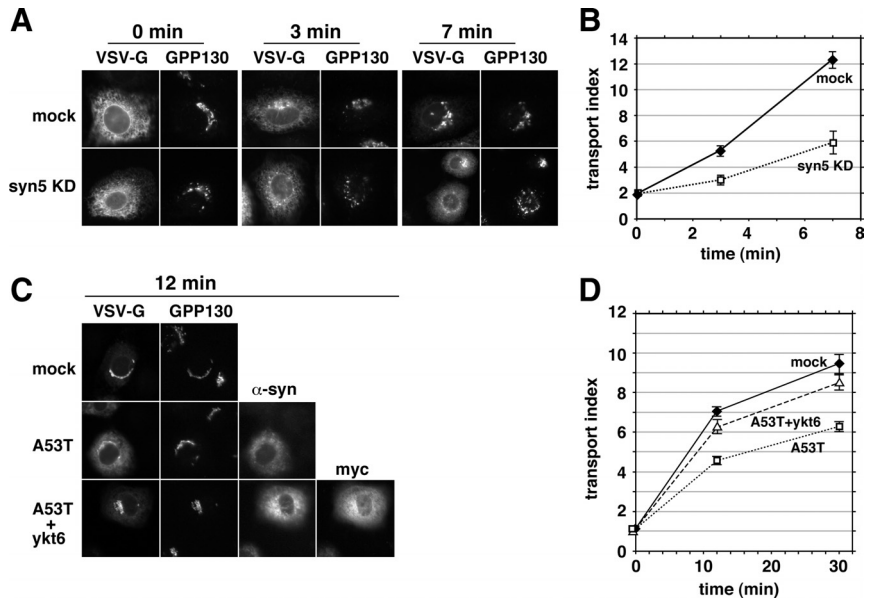 A
0 min 3 min 7 min
VSV-G GPP130 VSV-G GPP130 VSV-G GPP130
mock
syn5 KD
B
transport index
14
12
10
8
6
4
2
0
0 2 4 6 8
time (min)
mock
syn5 KD
C
12 min
VSV-G GPP130
mock
α-syn
A53T
myc
A53T
+
ykt6
D
transport index
12
10
8
6
4
2
0
0 10 20 30
time (min)
mock
A53T+ykt6
A53T